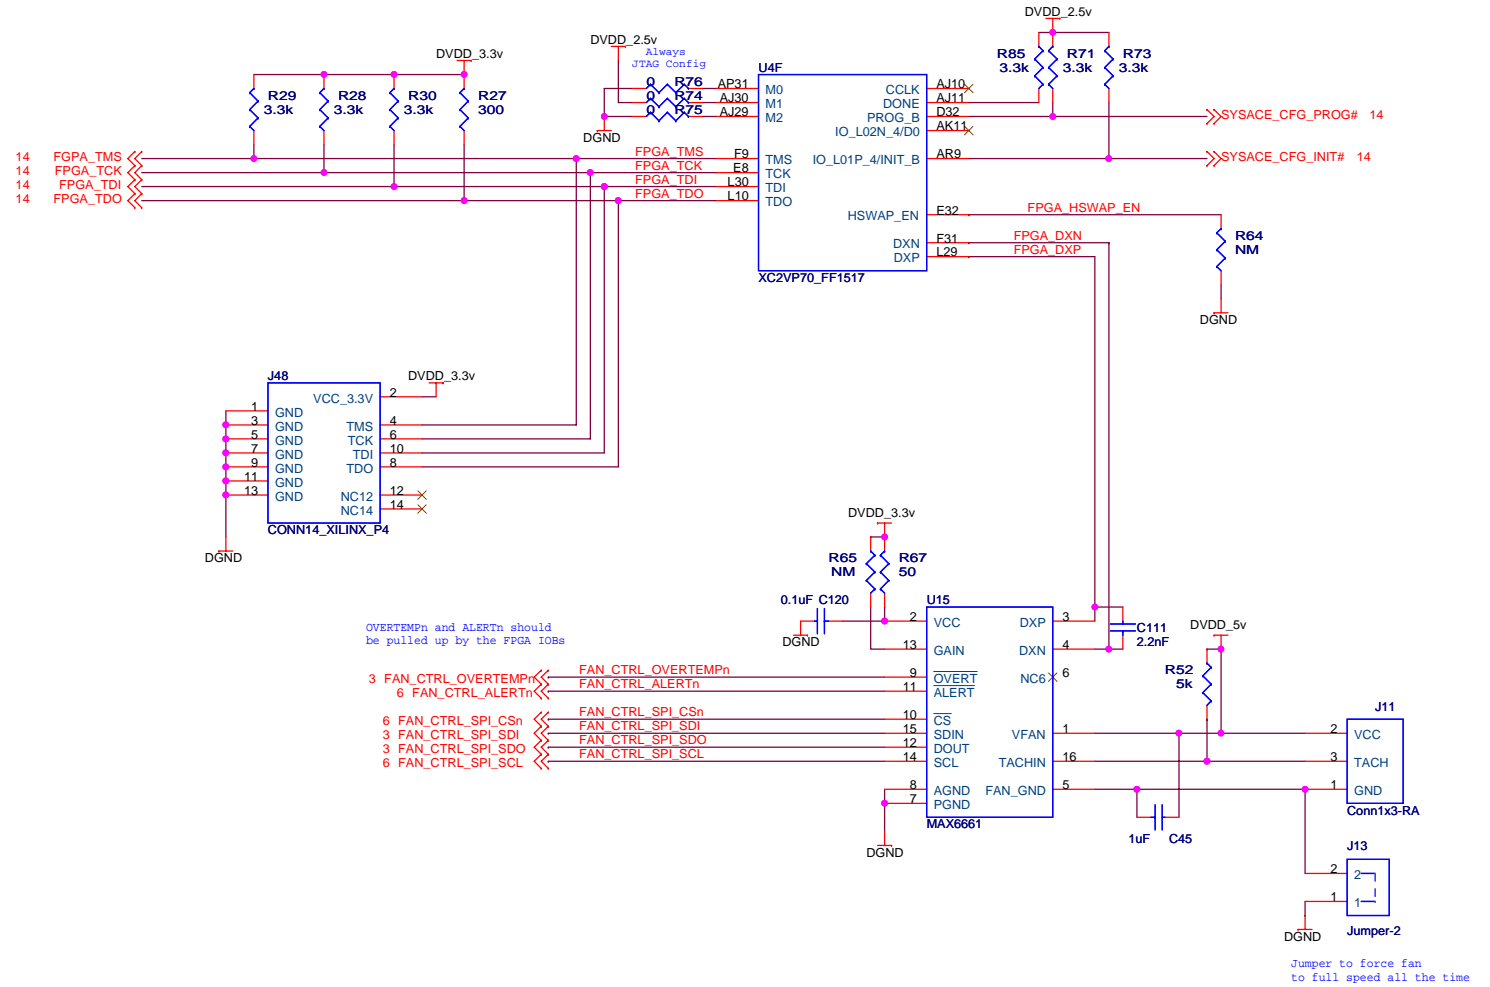 DVDD_2.5v
DVDD_2.5v
DVDD_3.3v
Always
JTAG Config
R29
3.3k
R28
3.3k
R30
3.3k
R27
300
0 R76
0 R74
0 R75
DGND
U4F
AP31 M0
AJ30 M1
AJ29 M2
F9 TMS
E8 TCK
L30 TDI
L10 TDO
CCLK AJ10
DONE AJ11
PROG_B D32
IO_L02N_4/D0 AK11
IO_L01P_4/INIT_B AR9
HSWAP_EN E32
DXN F31
DXP L29
XC2VP70_FF1517
R85
3.3k
R71
3.3k
R73
3.3k
SYSACE_CFG_PROG# 14
SYSACE_CFG_INIT# 14
14 FGPA_TMS
14 FPGA_TCK
14 FPGA_TDI
14 FPGA_TDO
FPGA_TMS
FPGA_TCK
FPGA_TDI
FPGA_TDO
FPGA_HSWAP_EN
FPGA_DXN
FPGA_DXP
R64
NM
DGND
J48
DVDD_3.3v
VCC_3.3V 2
1 GND
3 GND
5 GND
7 GND
9 GND
11 GND
13 GND
TMS 4
TCK 6
TDI 10
TDO 8
NC12 12
NC14 14
CONN14_XILINX_P4
DGND
DVDD_3.3v
R65
NM
R67
50
0.1uF C120
DGND
U15
2 VCC
13 GAIN
9 OVERT
11 ALERT
10 CS
15 SDIN
12 DOUT
14 SCL
8 AGND
7 PGND
DXP 3
DXN 4
NC6 6
VFAN 1
TACHIN 16
FAN_GND 5
MAX6661
DGND
C111
2.2nF
OVERTEMPn and ALERTn should
be pulled up by the FPGA IOBs
3 FAN_CTRL_OVERTEMPn
6 FAN_CTRL_ALERTn
6 FAN_CTRL_SPI_CSn
3 FAN_CTRL_SPI_SDI
3 FAN_CTRL_SPI_SDO
6 FAN_CTRL_SPI_SCL
FAN_CTRL_OVERTEMPn
FAN_CTRL_ALERTn
FAN_CTRL_SPI_CSn
FAN_CTRL_SPI_SDI
FAN_CTRL_SPI_SDO
FAN_CTRL_SPI_SCL
DVDD_5v
R52
5k
J11
2 VCC
3 TACH
1 GND
Conn1x3-RA
1uF C45
J13
2 2
1 1
Jumper-2
DGND
Jumper to force fan
to full speed all the time